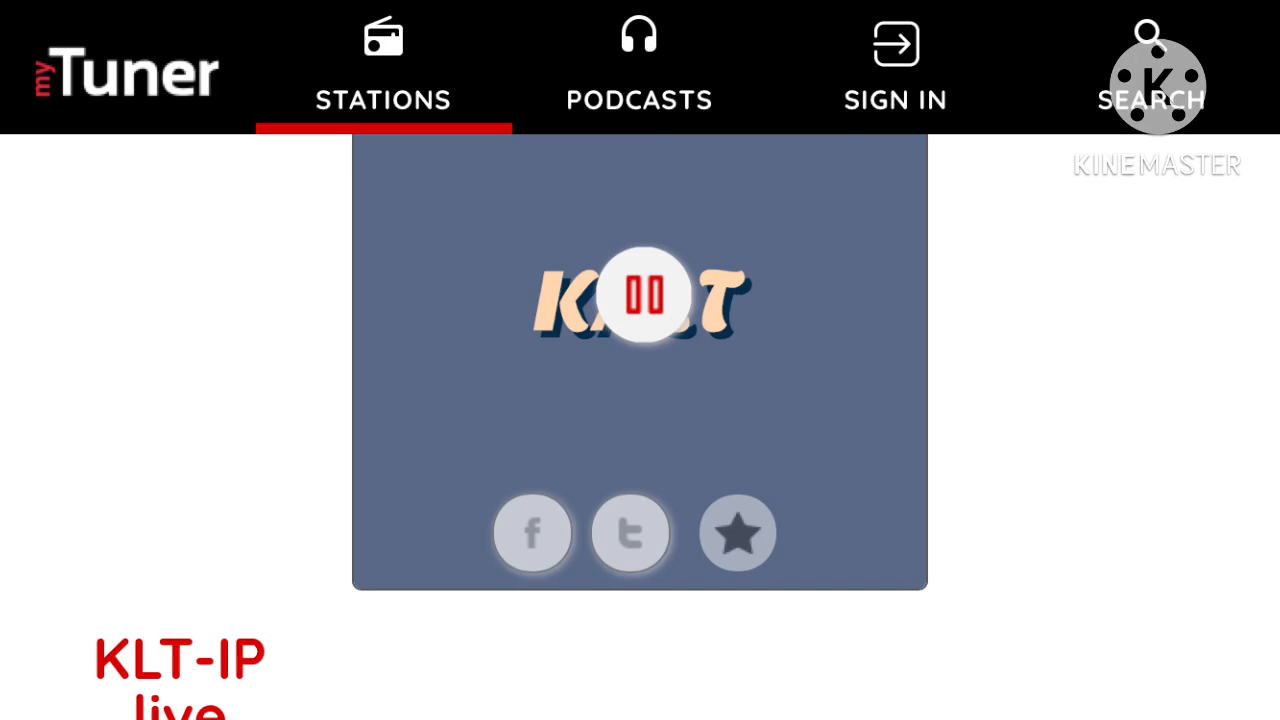 myTuner
STATIONS
PODCASTS
SIGN IN
SEARCH
K
KINEMASTER
f
t
KLT-IP
live